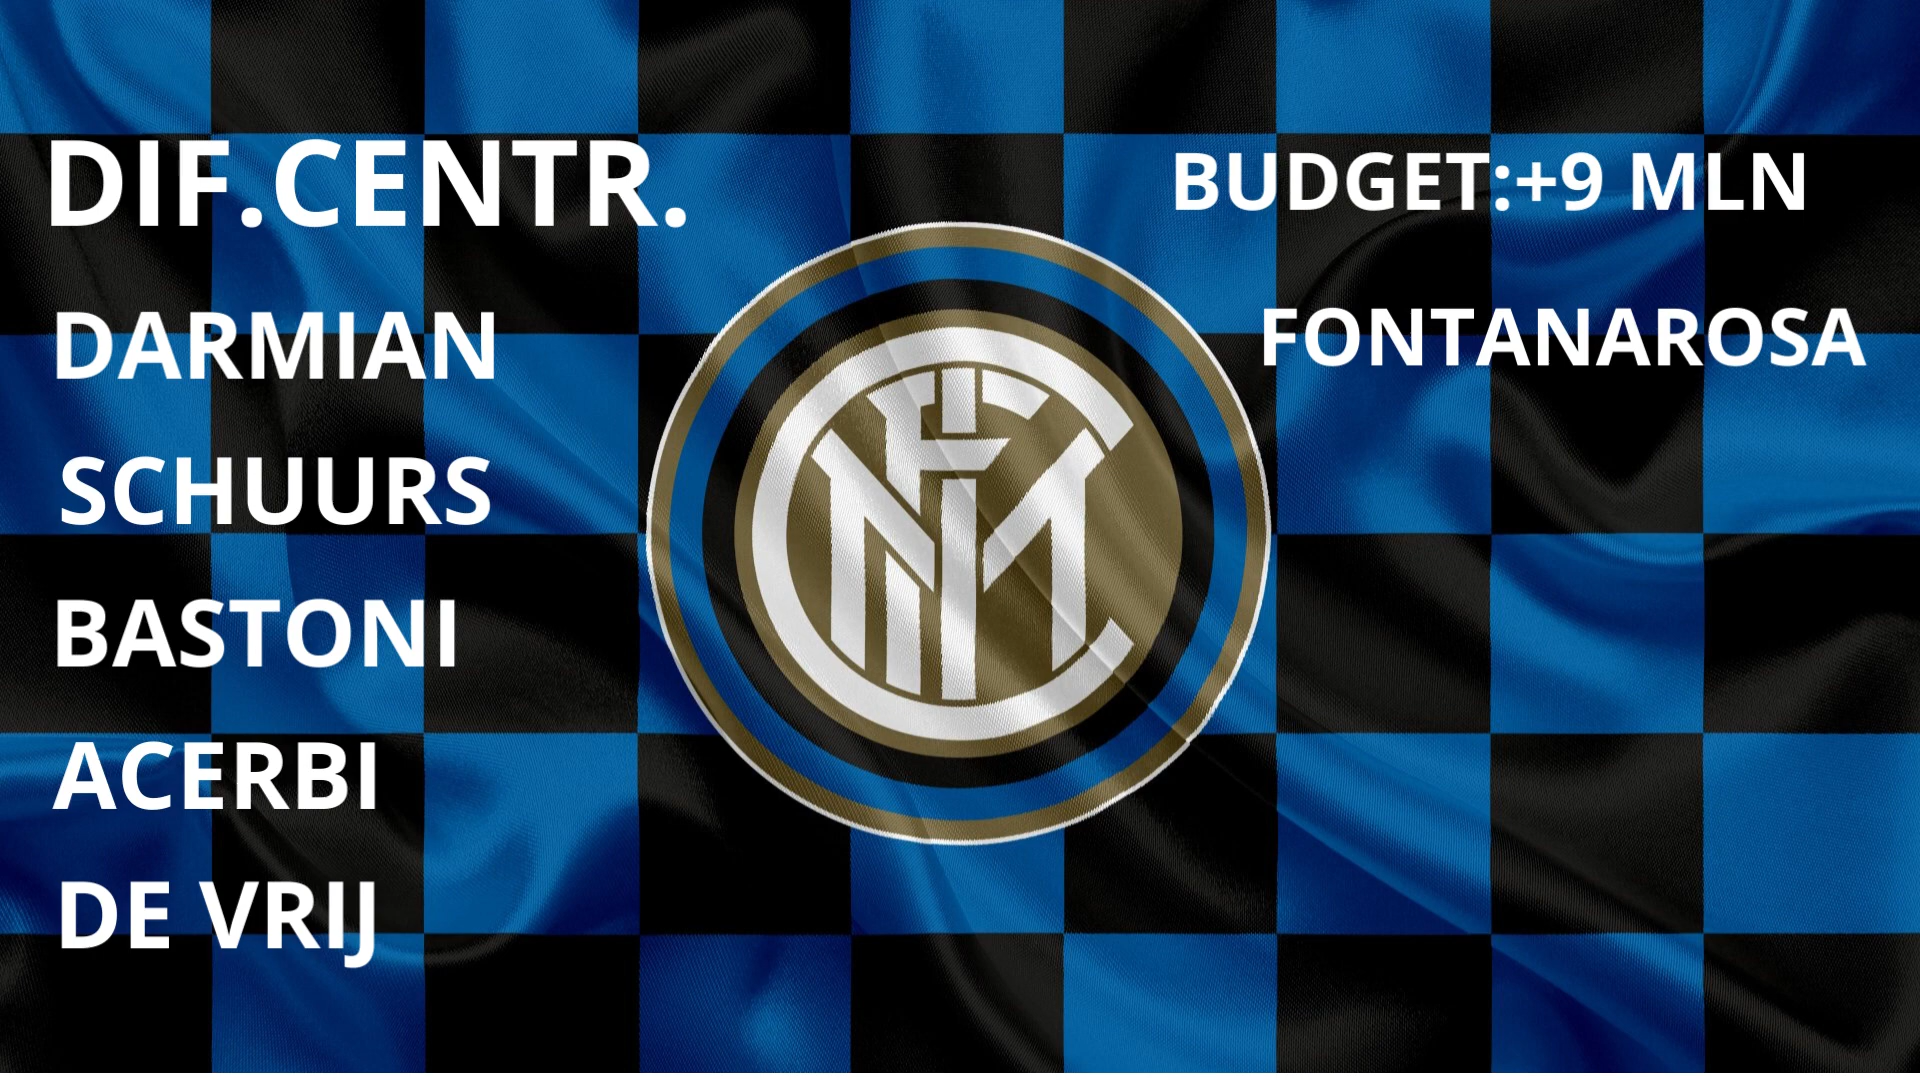 DIF.CENTR.
DARMIAN
SCHUURS
BASTONI
ACERBI
DE VRIJ
BUDGET:+9 MLN
FONTANAROSA